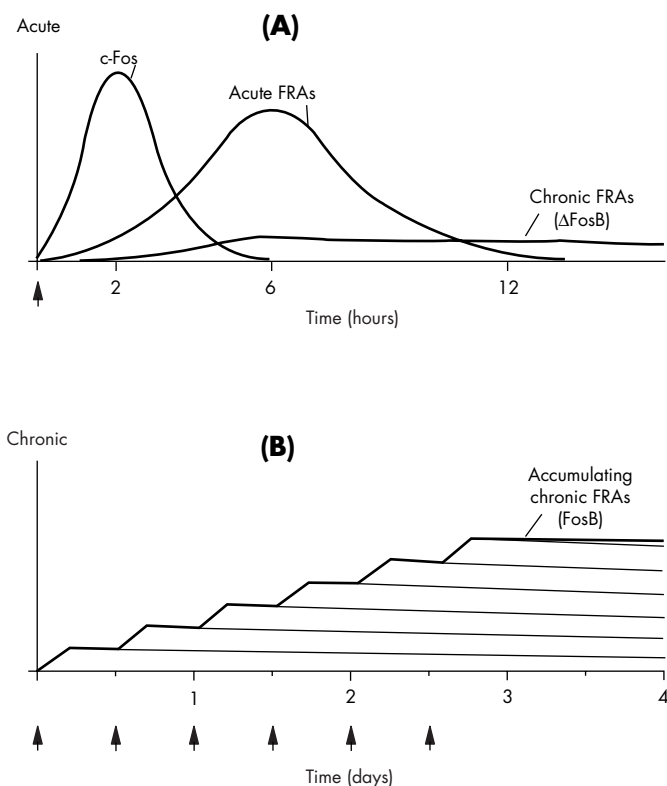 (A)
Acute
c-Fos
Acute FRAs
Chronic FRAs
(ΔFosB)
2 6 12
Time (hours)
(B)
Chronic
Accumulating
chronic FRAs
(FosB)
1 2 3 4
Time (days)